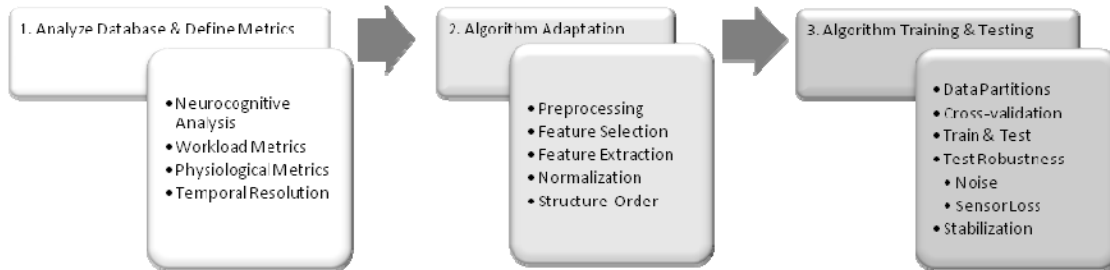 1. Analyze Database & Define Metrics
• Neurocognitive
Analysis
• Workload Metrics
• Physiological Metrics
• Temporal Resolution
2. Algorithm Adaptation
• Preprocessing
• Feature Selection
• Feature Extraction
• Normalization
• Structure-Order
3. Algorithm Training & Testing
• Data Partitions
• Cross-validation
• Train & Test
• Test Robustness
• Noise
• Sensor Loss
• Stabilization